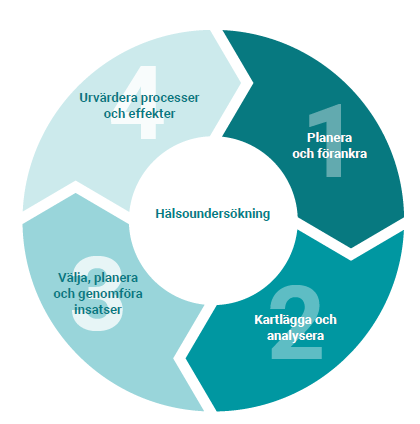 1
Planera
och förankra
2
Kartlägga och
analysera
3
Välja, planera
och genomföra
insatser
4
Urvärdera processer
och effekter
Hälsoundersökning